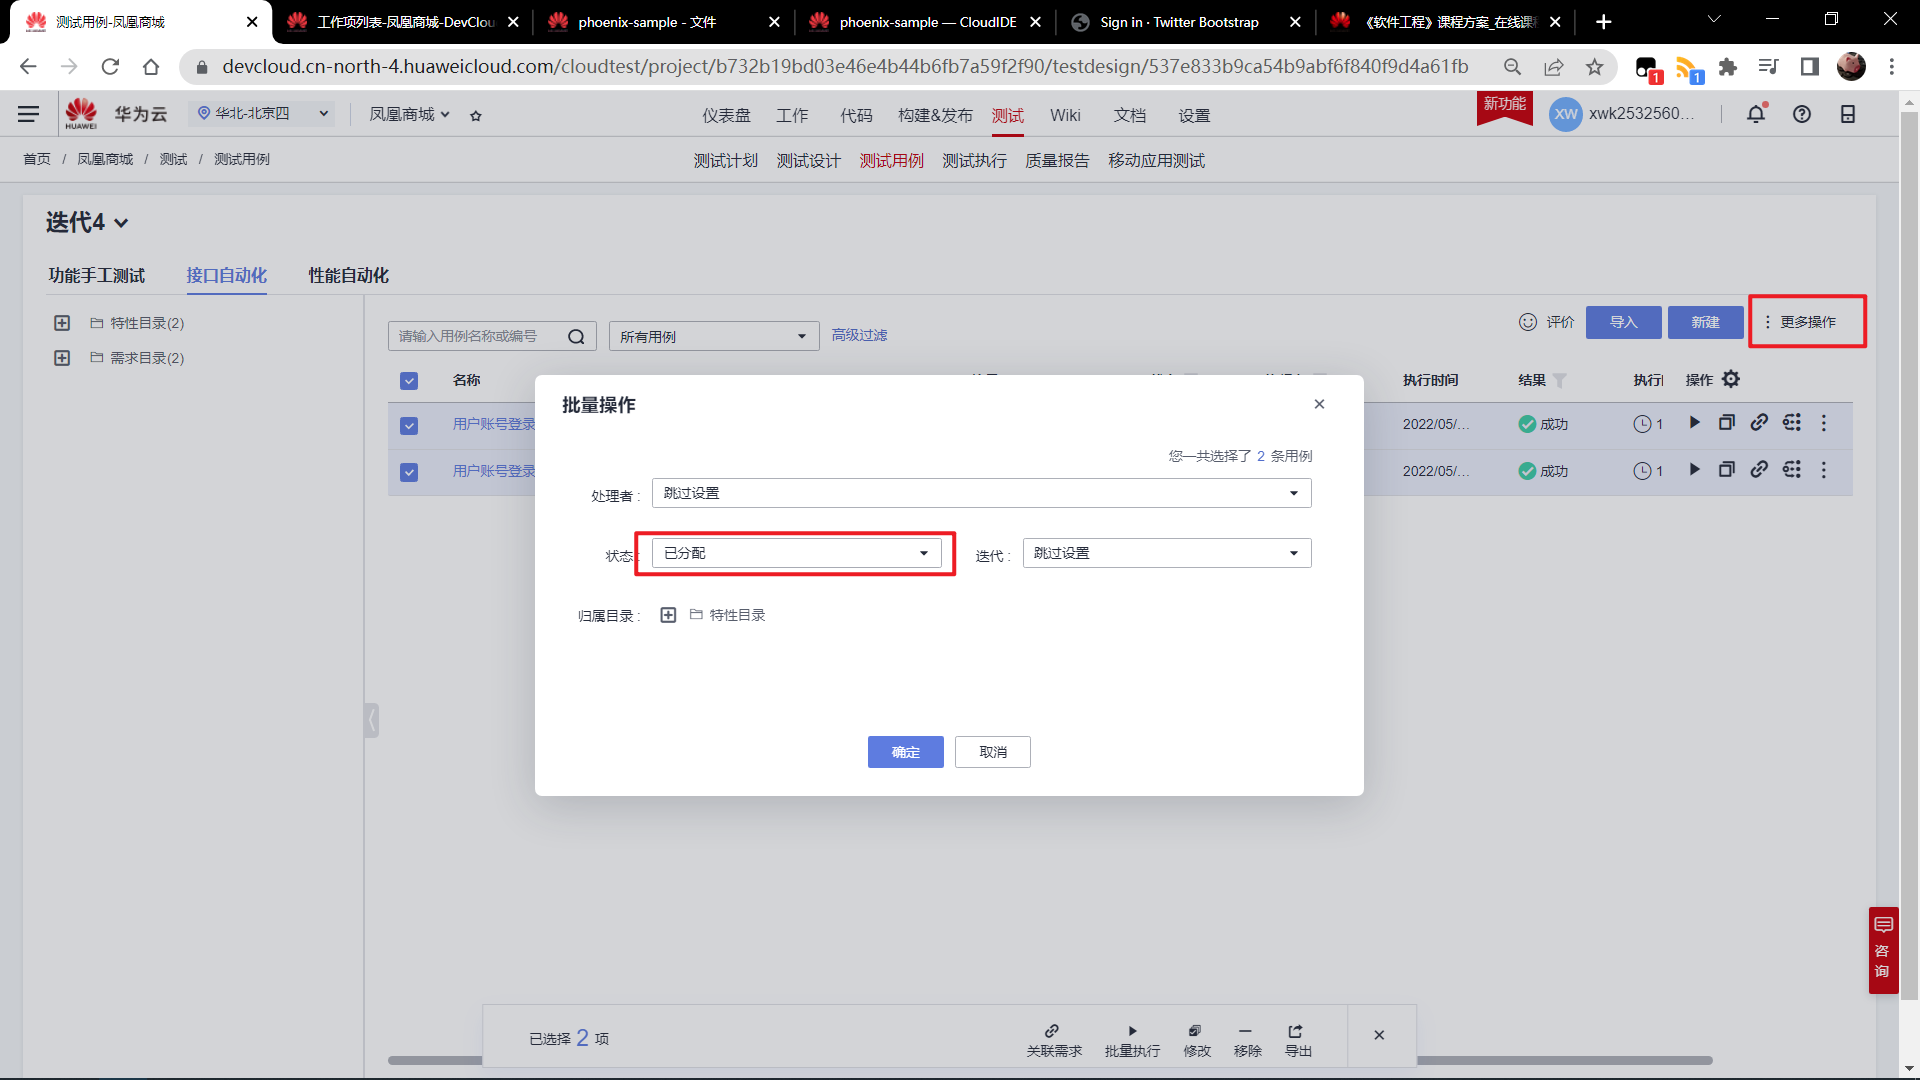 测试用例-凤凰商城
工作项列表-凤凰商城-DevClou
phoenix-sample - 文件
phoenix-sample — CloudIDE
Sign in · Twitter Bootstrap
《软件工程》课程方案_在线课
devcloud.cn-north-4.huaweicloud.com/cloudtest/project/b732b19bd03e46e4b44b6fb7a59f2f90/testdesign/537e833b9ca54b9abf6f840f9d4a61fb
1
1
HUAWEI
华为云
华北-北京四
凤凰商城
仪表盘
工作
代码
构建&发布
测试
Wiki
文档
设置
新功能
XW
xwk2532560...
首页 / 凤凰商城 / 测试 / 测试用例
测试计划
测试设计
测试用例
测试执行
质量报告
移动应用测试
迭代4
功能手工测试
接口自动化
性能自动化
特性目录(2)
需求目录(2)
请输入用例名称或编号
所有用例
高级过滤
评价
导入
新建
更多操作
名称
执行时间
结果
操作
用户账号登录
2022/05/...
成功
1
用户账号登录
2022/05/...
成功
1
批量操作
您一共选择了 2 条用例
处理者 :
跳过设置
状态 :
已分配
迭代 :
跳过设置
归属目录 :
特性目录
确定
取消
已选择 2 项
关联需求
批量执行
修改
移除
导出
咨询